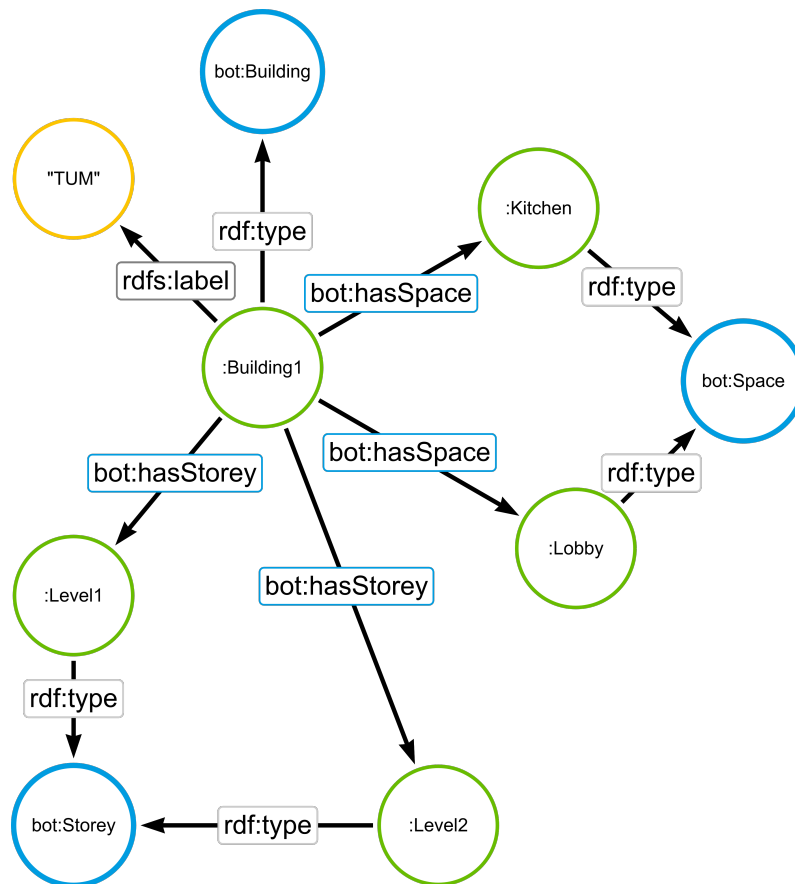 bot:Building
"TUM"
:Kitchen
rdf:type
rdfs:label
bot:hasSpace
rdf:type
:Building1
bot:Space
bot:hasSpace
bot:hasStorey
rdf:type
:Lobby
bot:hasStorey
:Level1
rdf:type
bot:Storey
rdf:type
:Level2